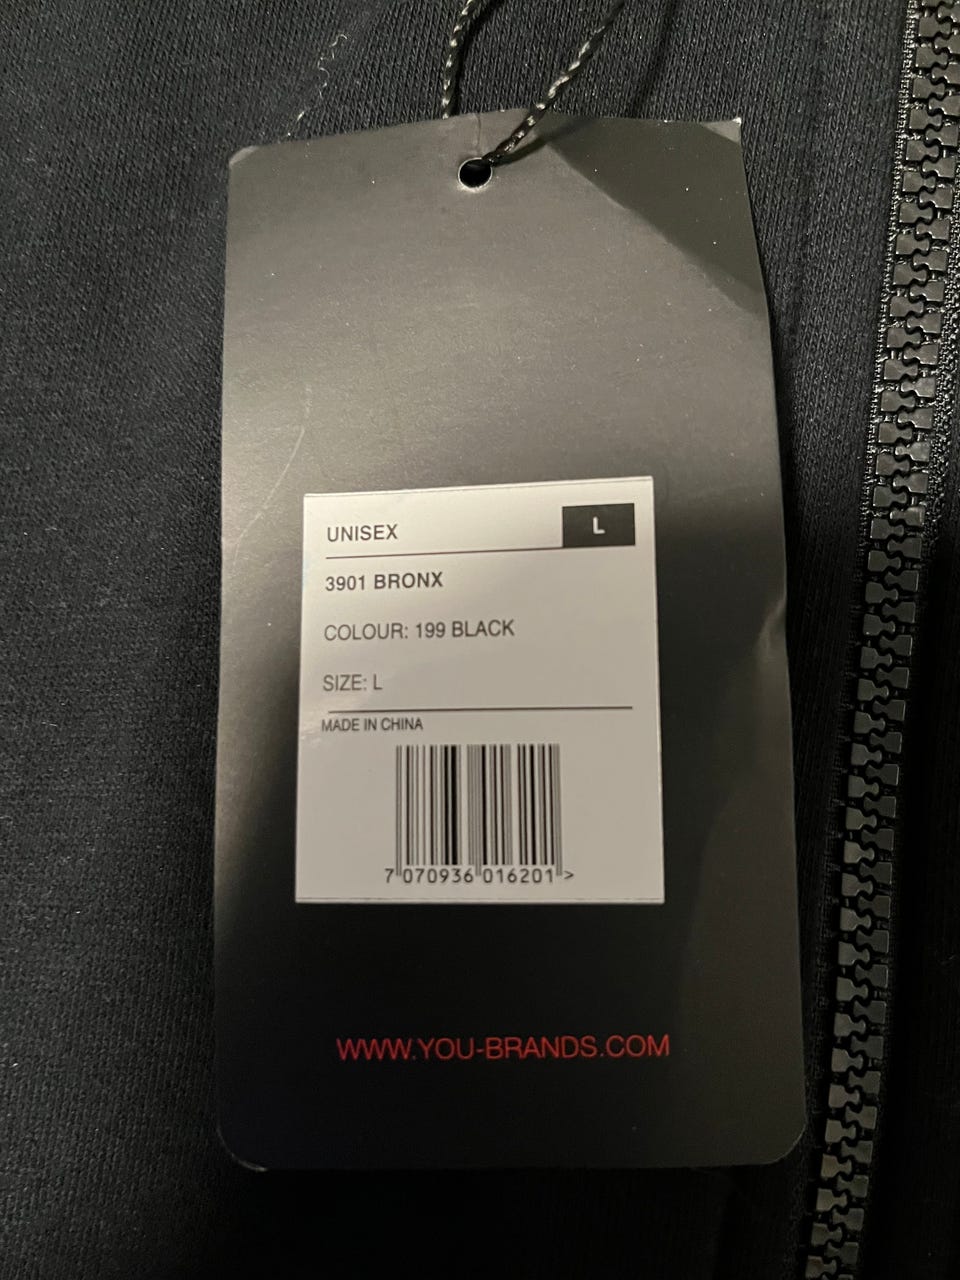 UNISEX L
3901 BRONX
COLOUR: 199 BLACK
SIZE: L
MADE IN CHINA
7 070936 016201 >
WWW.YOU-BRANDS.COM